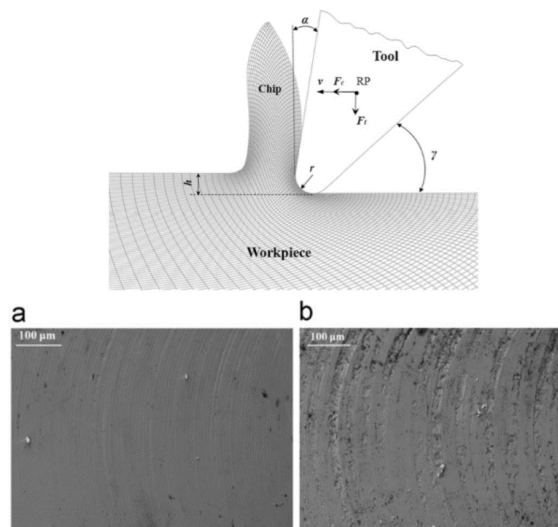 α
Tool
Chip
v Fc RP
Ft
γ
r
h
Workpiece
a b
100 μm 100 μm